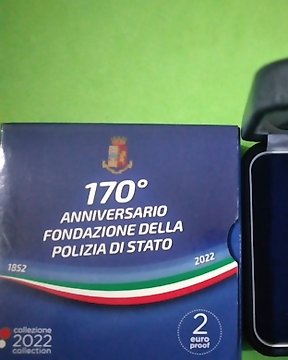 170°
ANNIVERSARIO
FONDAZIONE DELLA
POLIZIA DI STATO
1852
2022
collezione
2022
collection
2
euro
proof